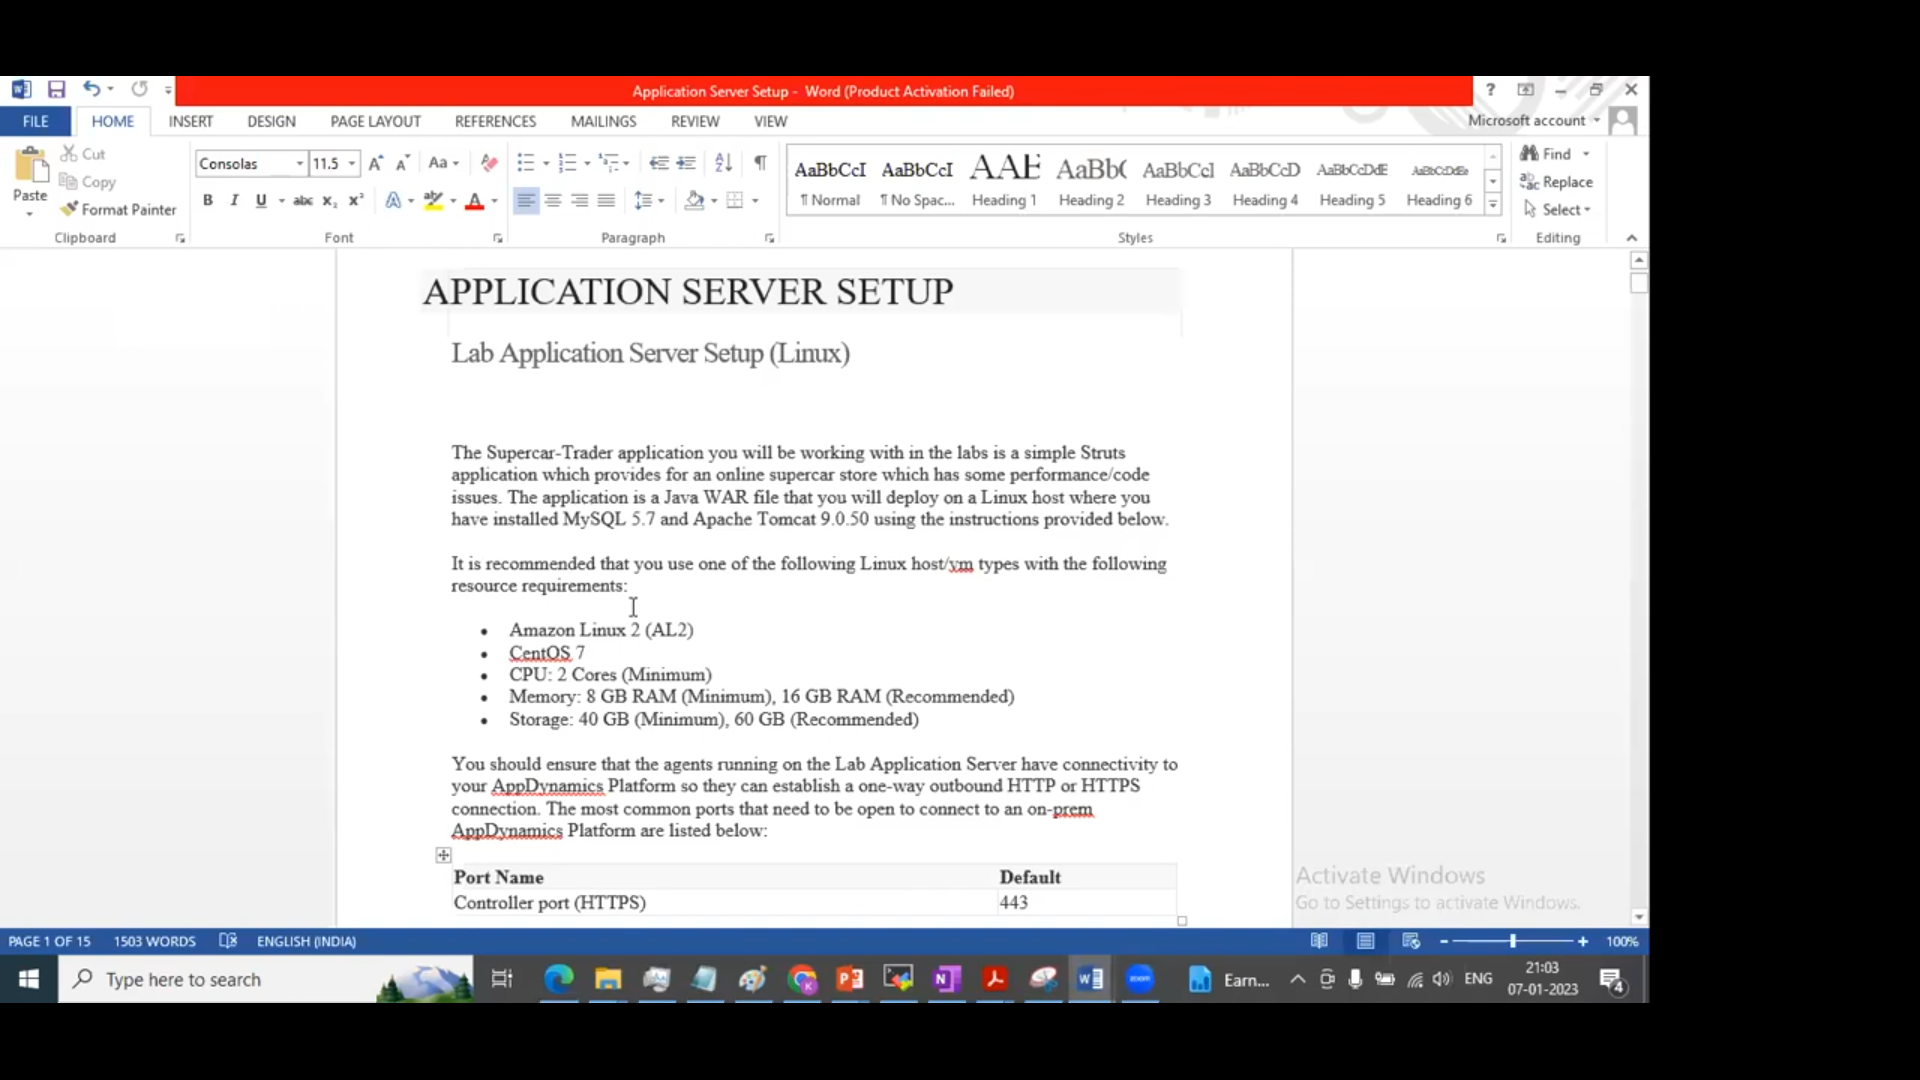 Application Server Setup - Word (Product Activation Failed)
?
FILE HOME INSERT DESIGN PAGE LAYOUT REFERENCES MAILINGS REVIEW VIEW Microsoft account
Paste
Cut
Copy
Format Painter
Clipboard
Consolas 11.5
Aa
B I U abc X₂ X² A A
Font
Paragraph
AaBbCcI AaBbCcI AAE AaBb( AaBbCcI AaBbCcD AaBbCcDdE AaBbCcDdEe
¶ Normal ¶ No Spac... Heading 1 Heading 2 Heading 3 Heading 4 Heading 5 Heading 6
Styles
Find
Replace
Select
Editing
APPLICATION SERVER SETUP
Lab Application Server Setup (Linux)
The Supercar-Trader application you will be working with in the labs is a simple Struts
application which provides for an online supercar store which has some performance/code
issues. The application is a Java WAR file that you will deploy on a Linux host where you
have installed MySQL 5.7 and Apache Tomcat 9.0.50 using the instructions provided below.
It is recommended that you use one of the following Linux host/vm types with the following
resource requirements:
• Amazon Linux 2 (AL2)
• CentOS 7
• CPU: 2 Cores (Minimum)
• Memory: 8 GB RAM (Minimum), 16 GB RAM (Recommended)
• Storage: 40 GB (Minimum), 60 GB (Recommended)
You should ensure that the agents running on the Lab Application Server have connectivity to
your AppDynamics Platform so they can establish a one-way outbound HTTP or HTTPS
connection. The most common ports that need to be open to connect to an on-prem
AppDynamics Platform are listed below:
Port Name Default
Controller port (HTTPS) 443
Activate Windows
Go to Settings to activate Windows.
PAGE 1 OF 15 1503 WORDS ENGLISH (INDIA) 100%
Type here to search
zoom
Earn...
ENG
21:03
07-01-2023
4